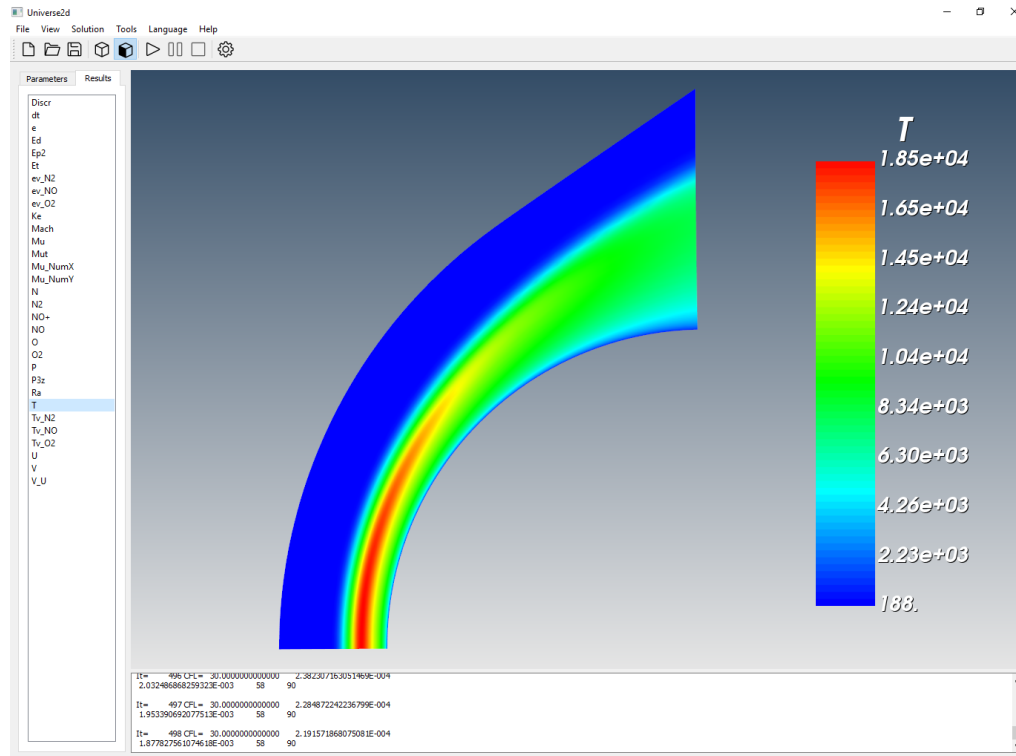 Universe2d
File View Solution Tools Language Help
Parameters Results
Discr
dt
e
Ed
Ep2
Et
ev_N2
ev_NO
ev_O2
Ke
Mach
Mu
Mut
Mu_NumX
Mu_NumY
N
N2
NO+
NO
O
O2
P
P3z
Ra
T
Tv_N2
Tv_NO
Tv_O2
U
V
V_U
T
1.85e+04
1.65e+04
1.45e+04
1.24e+04
1.04e+04
8.34e+03
6.30e+03
4.26e+03
2.23e+03
188.
It= 496 CFL= 30.0000000000000 2.382307163051469E-004
2.032486868259323E-003 58 90
It= 497 CFL= 30.0000000000000 2.284872242236799E-004
1.953390692077513E-003 58 90
It= 498 CFL= 30.0000000000000 2.191571868075081E-004
1.877827561074618E-003 58 90